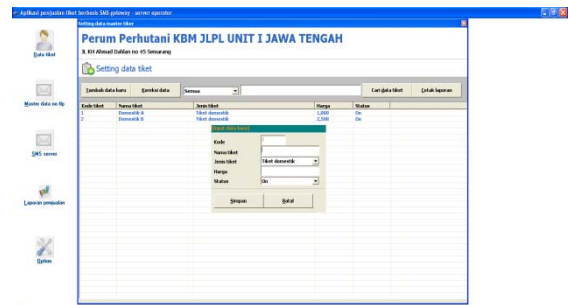 Aplikasi penjualan tiket berbasis SMS gateway - server operator
Setting data master tiket
Perum Perhutani KBM JLPL UNIT I JAWA TENGAH
Jl. KH Ahmad Dahlan no 45 Semarang
Setting data tiket
Data tiket
Tambah data baru
Koreksi data
Semua
Cari data tiket
Cetak laporan
Master data no tlp
Kode tiket Nama tiket Jenis tiket Harga Status
1 Domestik A Tiket domestik 1,000 On
2 Domestik B Tiket domestik 2,500 On
[Input data baru]
Kode
Nama tiket
Jenis tiket Tiket domestik
Harga
Status On
Simpan Batal
SMS server
Laporan penjualan
Option